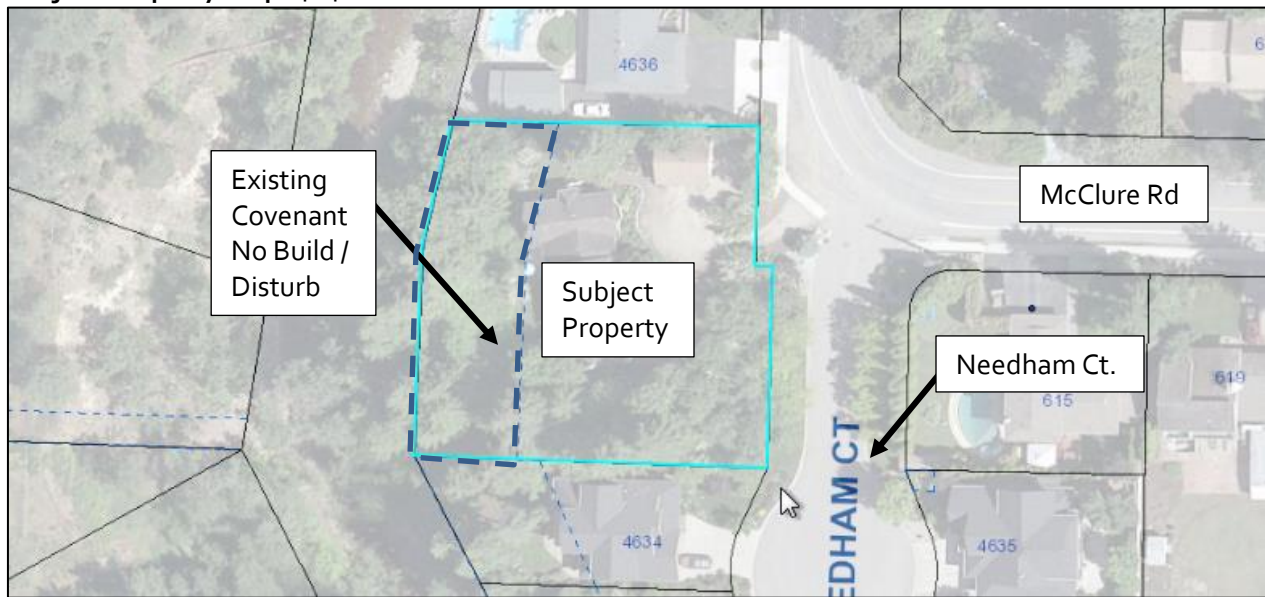 4636
McClure Rd
Existing
Covenant
No Build /
Disturb
Subject
Property
Needham Ct.
615
619
EDHAM CT
4634
4635